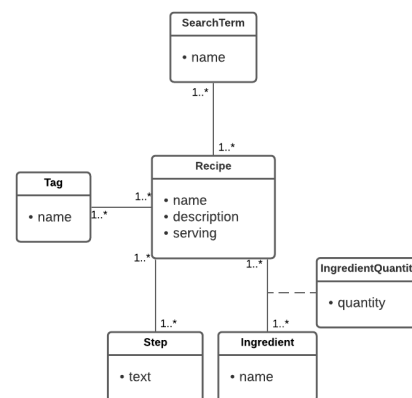 SearchTerm
• name
1..*
1..*
Recipe
• name
• description
• serving
Tag
• name
1..*
1..*
1..*
1..*
IngredientQuantit
• quantity
1..*
1..*
Step
• text
Ingredient
• name